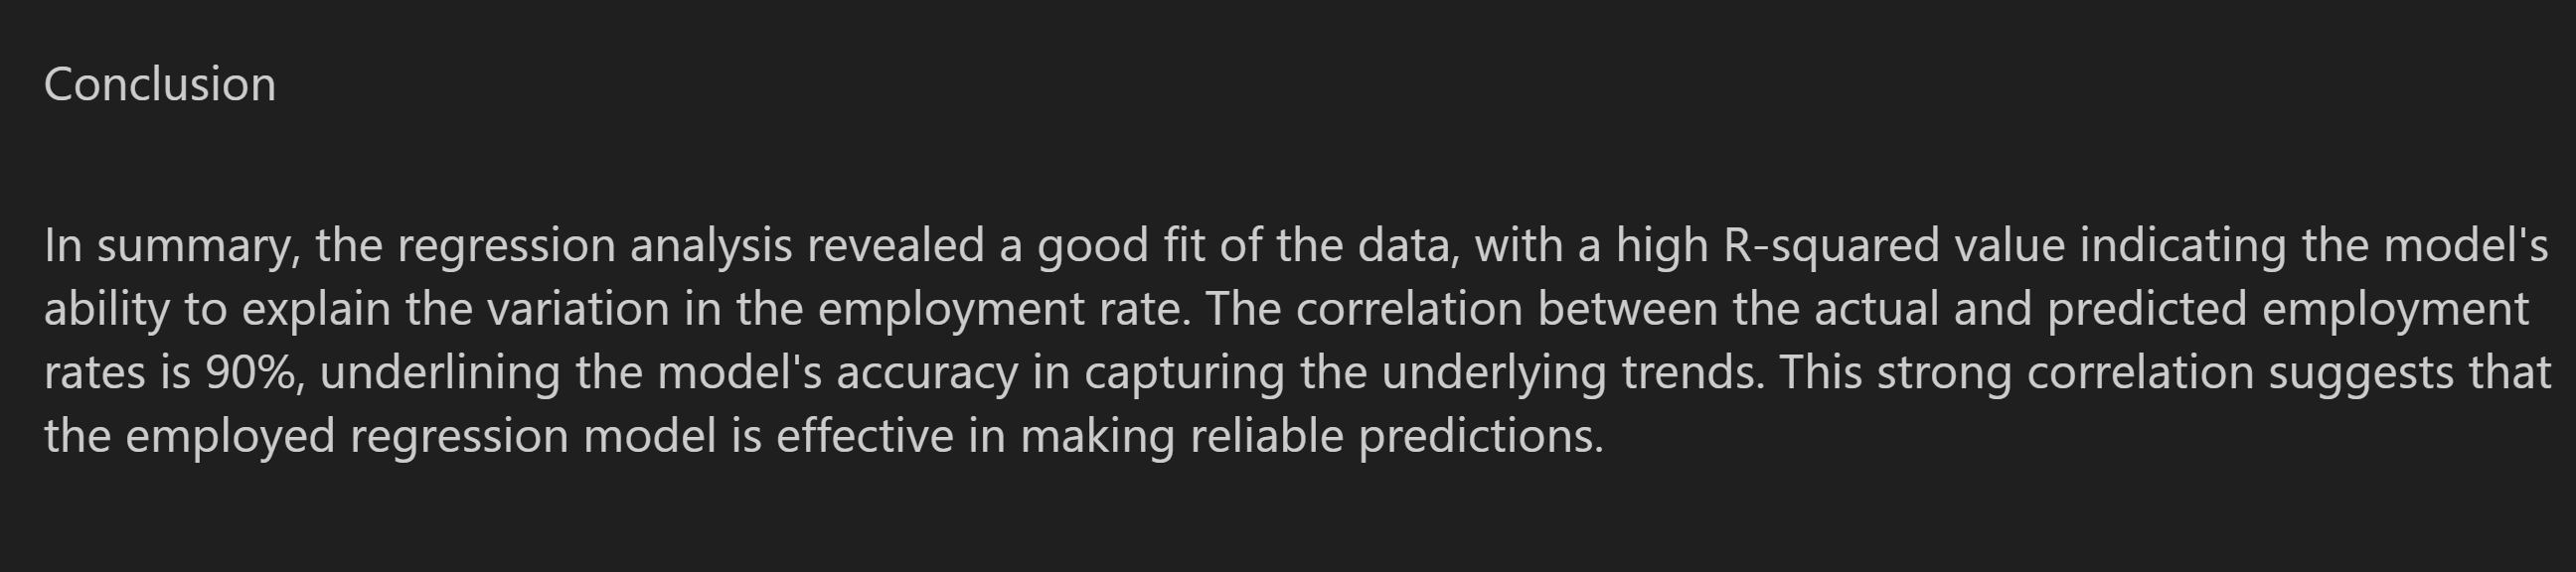 Conclusion
In summary, the regression analysis revealed a good fit of the data, with a high R-squared value indicating the model's
ability to explain the variation in the employment rate. The correlation between the actual and predicted employment
rates is 90%, underlining the model's accuracy in capturing the underlying trends. This strong correlation suggests that
the employed regression model is effective in making reliable predictions.